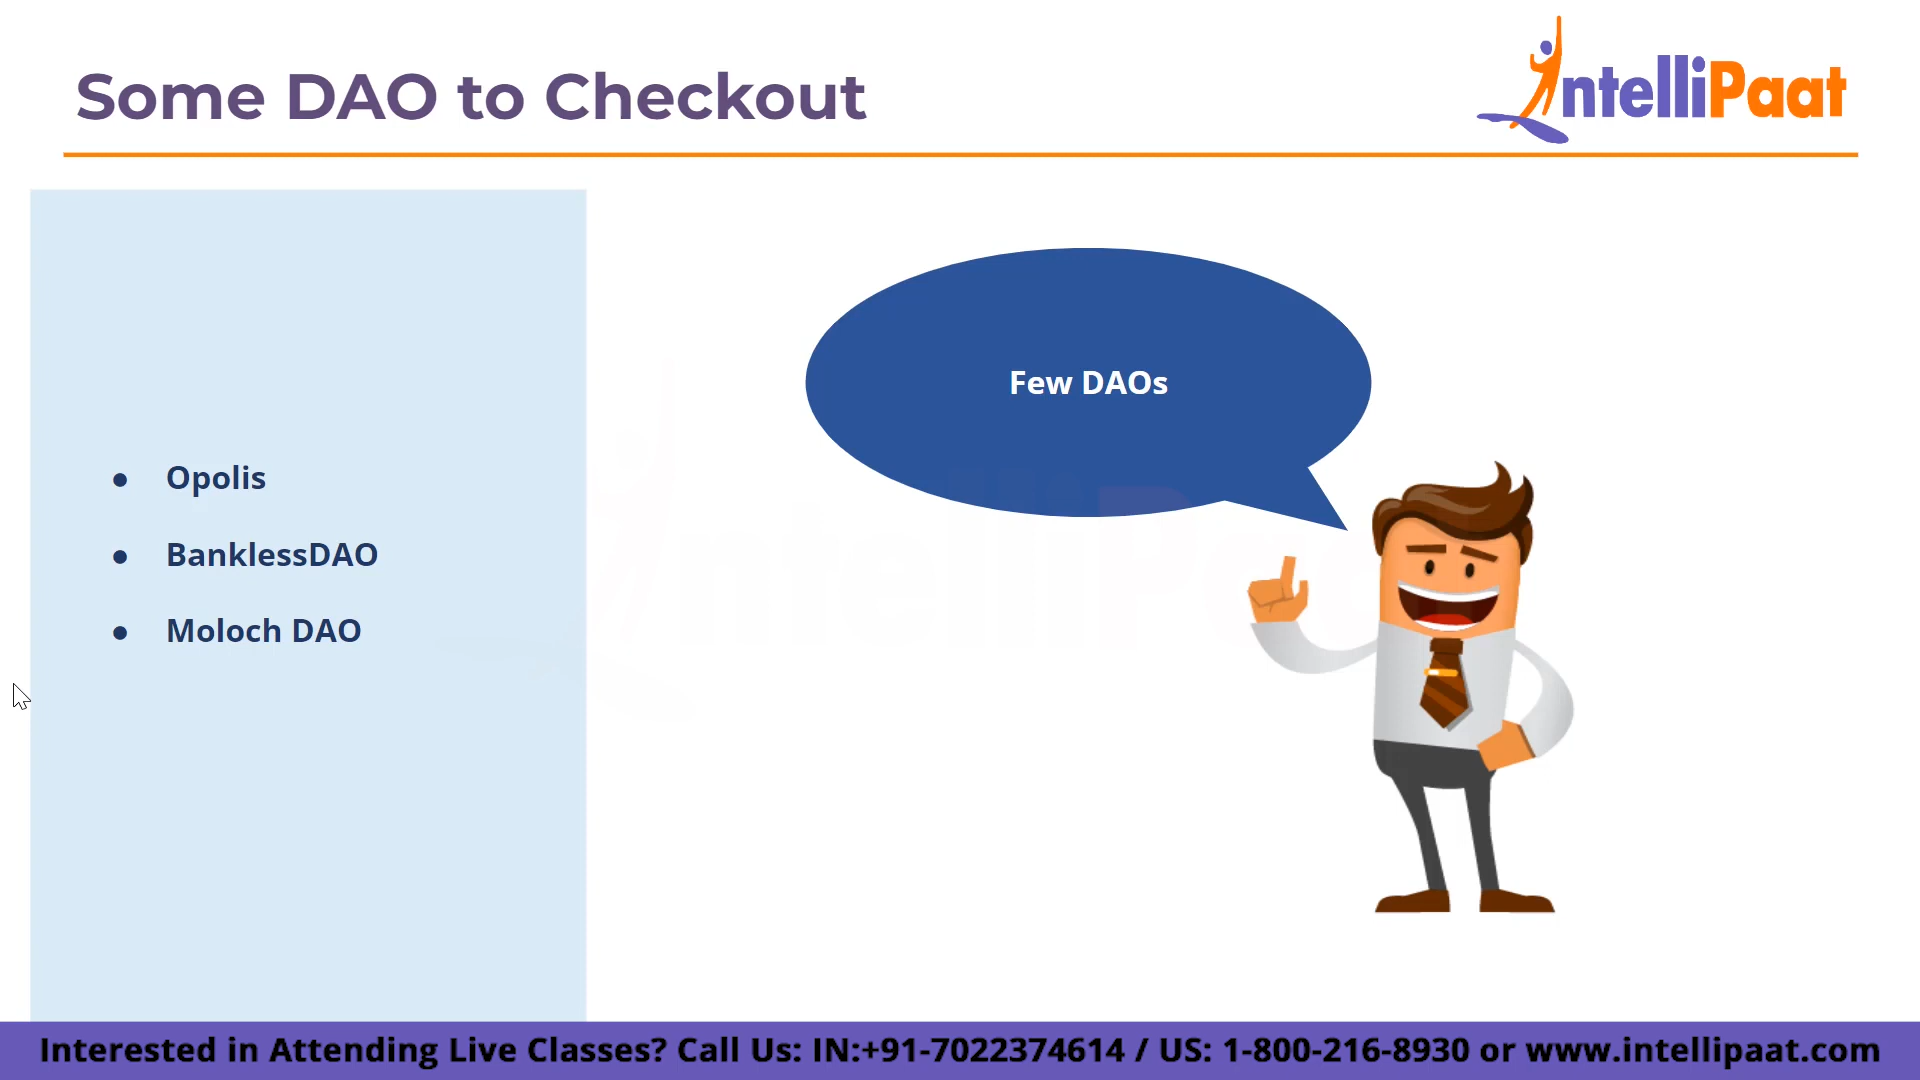 Some DAO to Checkout
ntelliPaat
Few DAOs
● Opolis
● BanklessDAO
● Moloch DAO
Interested in Attending Live Classes? Call Us: IN:+91-7022374614 / US: 1-800-216-8930 or www.intellipaat.com